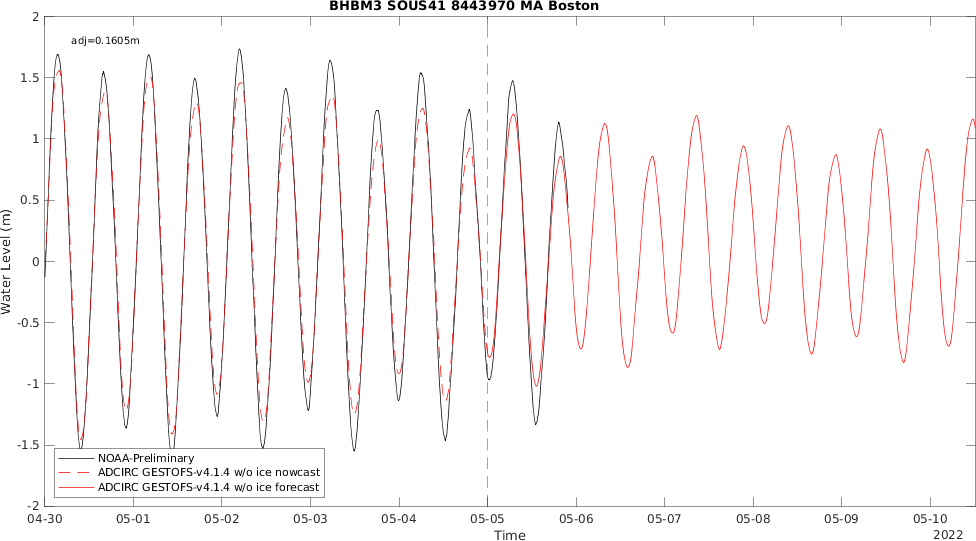 BHBM3 SOUS41 8443970 MA Boston
adj=0.1605m
2
1.5
1
0.5
0
-0.5
-1
-1.5
-2
Water Level (m)
NOAA-Preliminary
ADCIRC GESTOFS-v4.1.4 w/o ice nowcast
ADCIRC GESTOFS-v4.1.4 w/o ice forecast
04-30 05-01 05-02 05-03 05-04 05-05 05-06 05-07 05-08 05-09 05-10
Time
2022